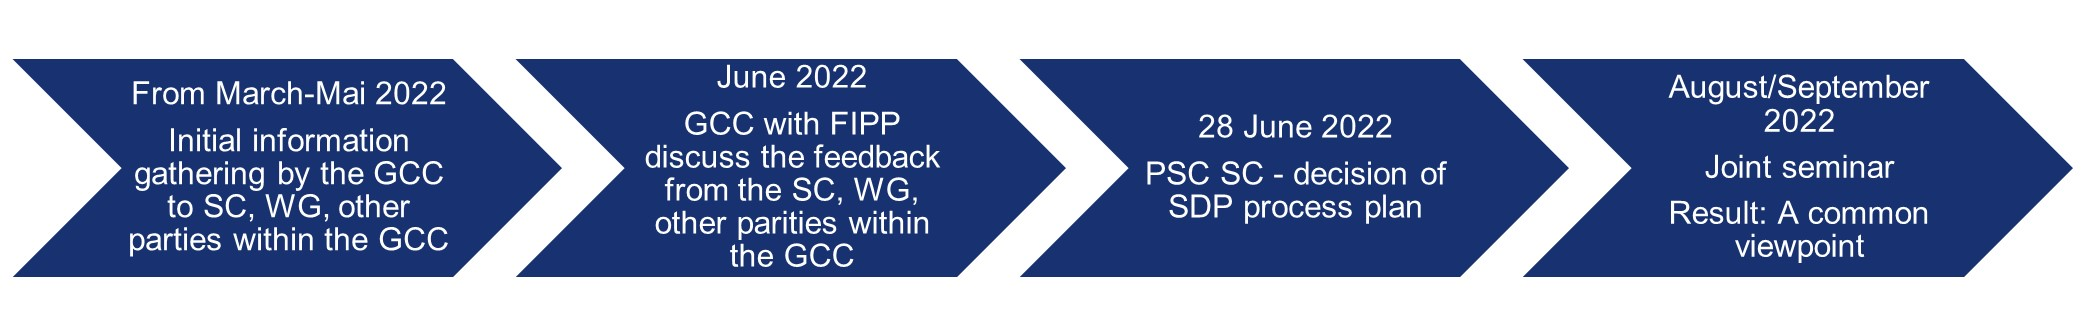 From March-Mai 2022
Initial information
gathering by the GCC
to SC, WG, other
parties within the GCC
June 2022
GCC with FIPP
discuss the feedback
from the SC, WG,
other parities within
the GCC
28 June 2022
PSC SC - decision of
SDP process plan
August/September
2022
Joint seminar
Result: A common
viewpoint